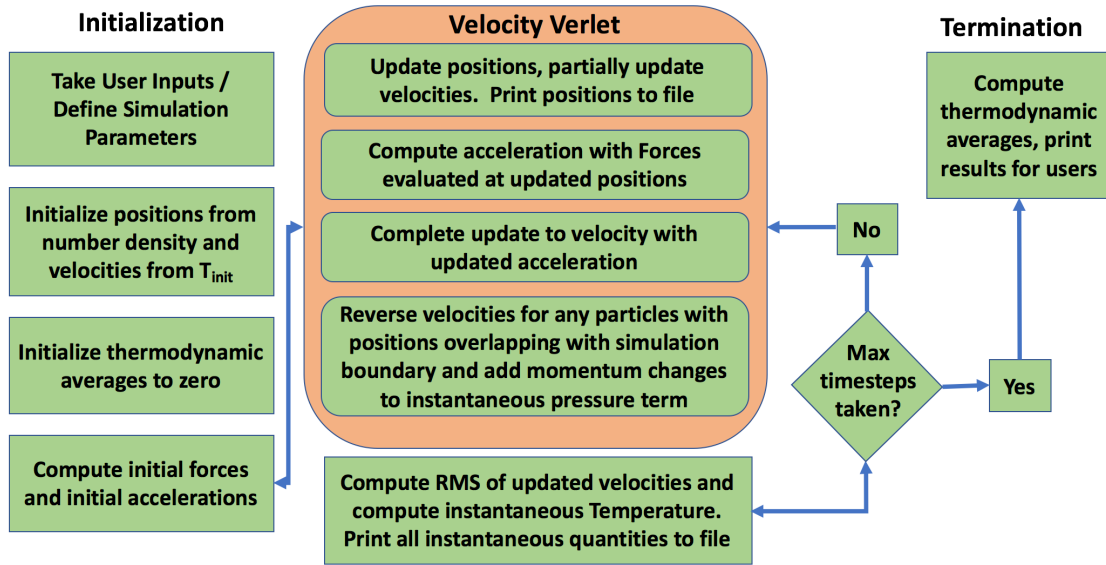 Initialization
Take User Inputs /
Define Simulation
Parameters
Initialize positions from
number density and
velocities from Tinit
Initialize thermodynamic
averages to zero
Compute initial forces
and initial accelerations
Velocity Verlet
Update positions, partially update
velocities.  Print positions to file
Compute acceleration with Forces
evaluated at updated positions
Complete update to velocity with
updated acceleration
Reverse velocities for any particles with
positions overlapping with simulation
boundary and add momentum changes
to instantaneous pressure term
Compute RMS of updated velocities and
compute instantaneous Temperature.
Print all instantaneous quantities to file
Max
timesteps
taken?
No
Yes
Termination
Compute
thermodynamic
averages, print
results for users